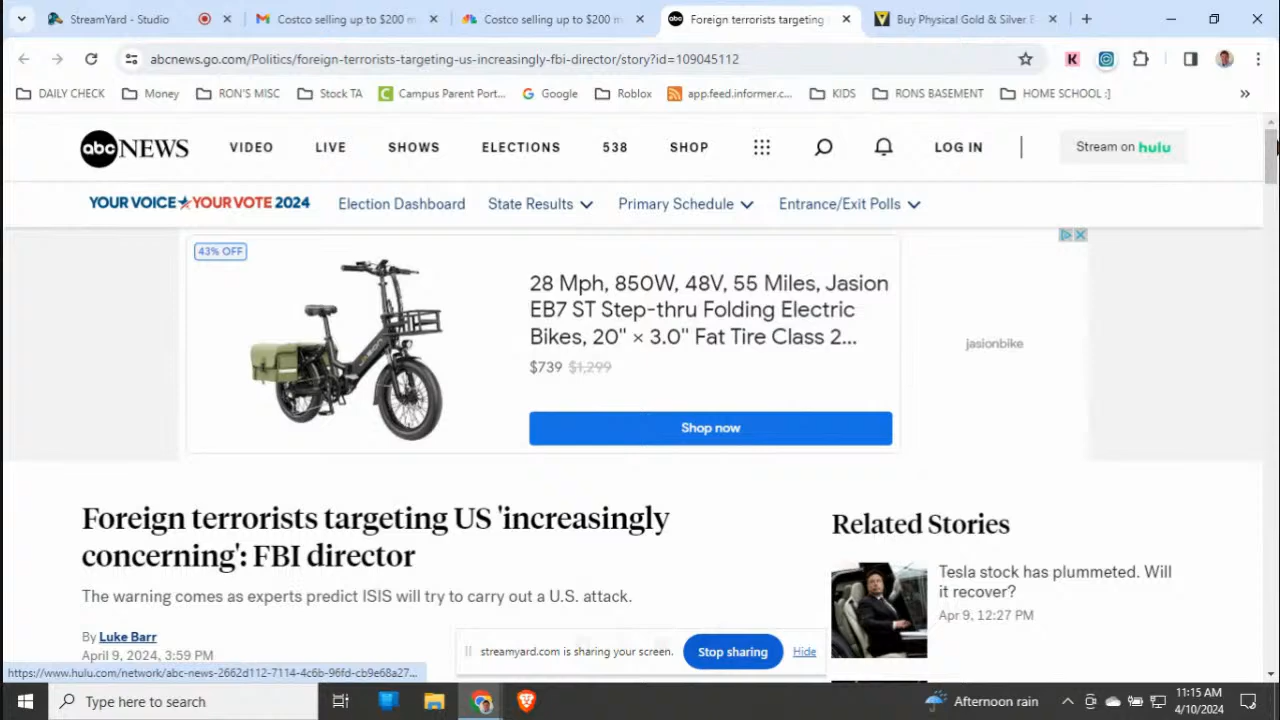 StreamYard - Studio
Costco selling up to $200 m
Costco selling up to $200 m
abc
Foreign terrorists targeting
Buy Physical Gold & Silver
abcnews.go.com/Politics/foreign-terrorists-targeting-us-increasingly-fbi-director/story?id=109045112
K
DAILY CHECK
Money
RON'S MISC
Stock TA
Campus Parent Port...
Google
Roblox
app.feed.informer.c...
KIDS
RONS BASEMENT
HOME SCHOOL :]
abc NEWS
VIDEO
LIVE
SHOWS
ELECTIONS
538
SHOP
LOG IN
Stream on hulu
YOUR VOICE YOUR VOTE 2024
Election Dashboard
State Results
Primary Schedule
Entrance/Exit Polls
43% OFF
28 Mph, 850W, 48V, 55 Miles, Jasion
EB7 ST Step-thru Folding Electric
Bikes, 20" × 3.0" Fat Tire Class 2...
$739 $1,299
Shop now
jasionbike
Foreign terrorists targeting US 'increasingly
concerning': FBI director
The warning comes as experts predict ISIS will try to carry out a U.S. attack.
By Luke Barr
April 9, 2024, 3:59 PM
Related Stories
Tesla stock has plummeted. Will
it recover?
Apr 9, 12:27 PM
streamyard.com is sharing your screen.
Stop sharing
Hide
https://www.hulu.com/network/abc-news-2662d112-7114-4c6b-96fd-cb9e68a27...
Type here to search
Afternoon rain
11:15 AM
4/10/2024